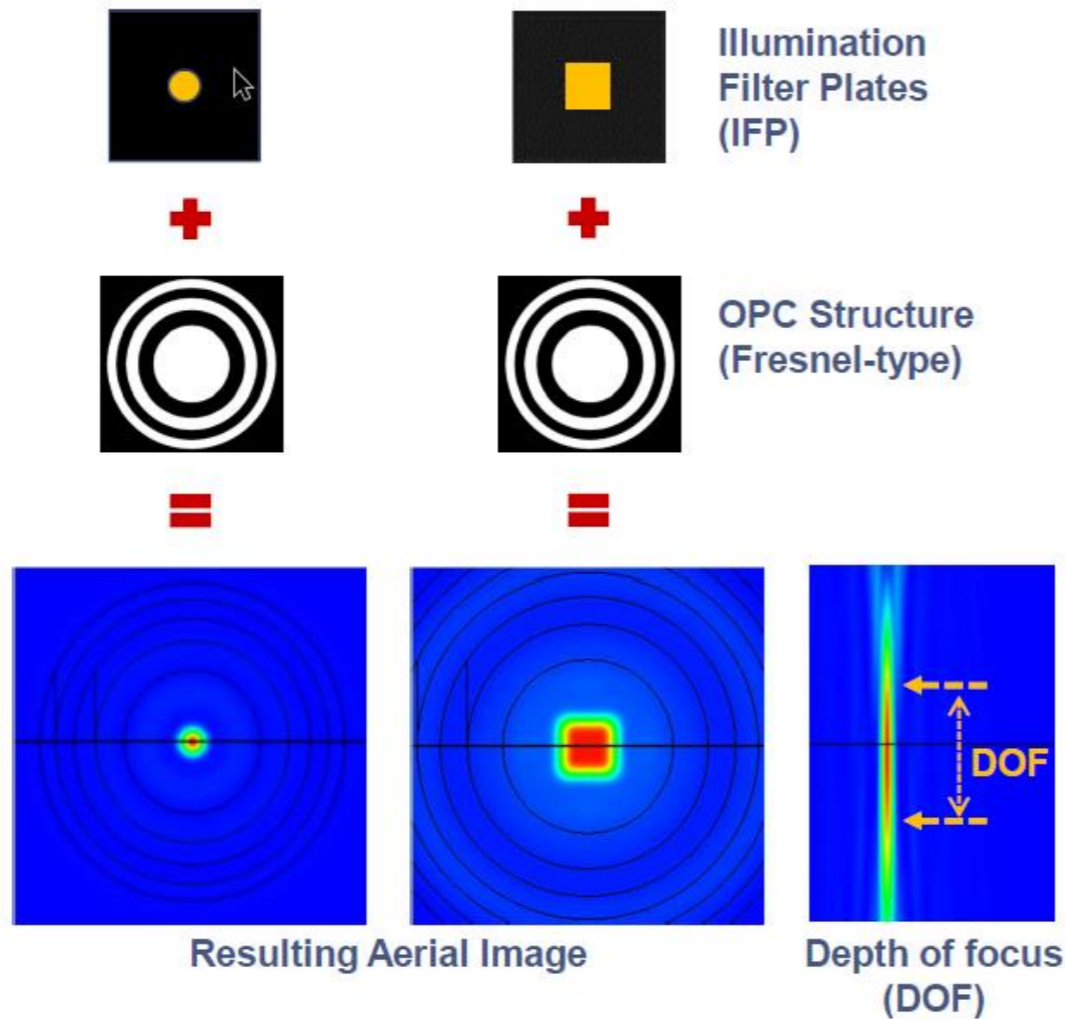 Illumination
Filter Plates
(IFP)
OPC Structure
(Fresnel-type)
DOF
Resulting Aerial Image
Depth of focus
(DOF)